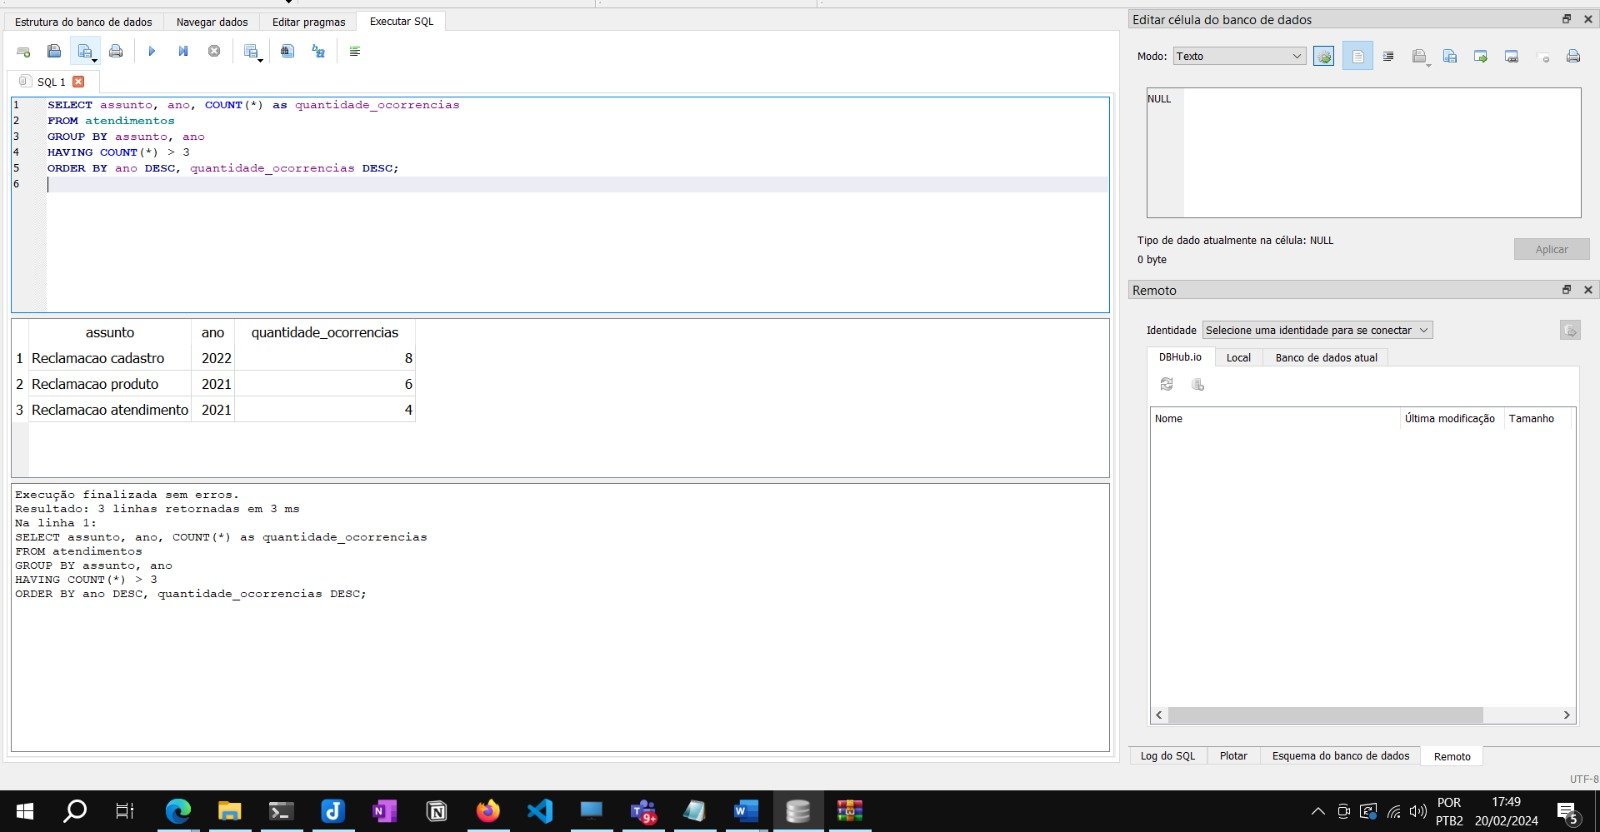 Estrutura do banco de dados Navegar dados Editar pragmas Executar SQL
SQL 1
1 SELECT assunto, ano, COUNT(*) as quantidade_ocorrencias
2 FROM atendimentos
3 GROUP BY assunto, ano
4 HAVING COUNT(*) > 3
5 ORDER BY ano DESC, quantidade_ocorrencias DESC;
6
assunto ano quantidade_ocorrencias
1 Reclamacao cadastro 2022 8
2 Reclamacao produto 2021 6
3 Reclamacao atendimento 2021 4
Execução finalizada sem erros.
Resultado: 3 linhas retornadas em 3 ms
Na linha 1:
SELECT assunto, ano, COUNT(*) as quantidade_ocorrencias
FROM atendimentos
GROUP BY assunto, ano
HAVING COUNT(*) > 3
ORDER BY ano DESC, quantidade_ocorrencias DESC;
Editar célula do banco de dados
Modo: Texto
NULL
Tipo de dado atualmente na célula: NULL
0 byte
Aplicar
Remoto
Identidade Selecione uma identidade para se conectar
DBHub.io Local Banco de dados atual
Nome Última modificação Tamanho
Log do SQL Plotar Esquema do banco de dados Remoto
UTF-8
9+
POR
PTB2
17:49
20/02/2024
5